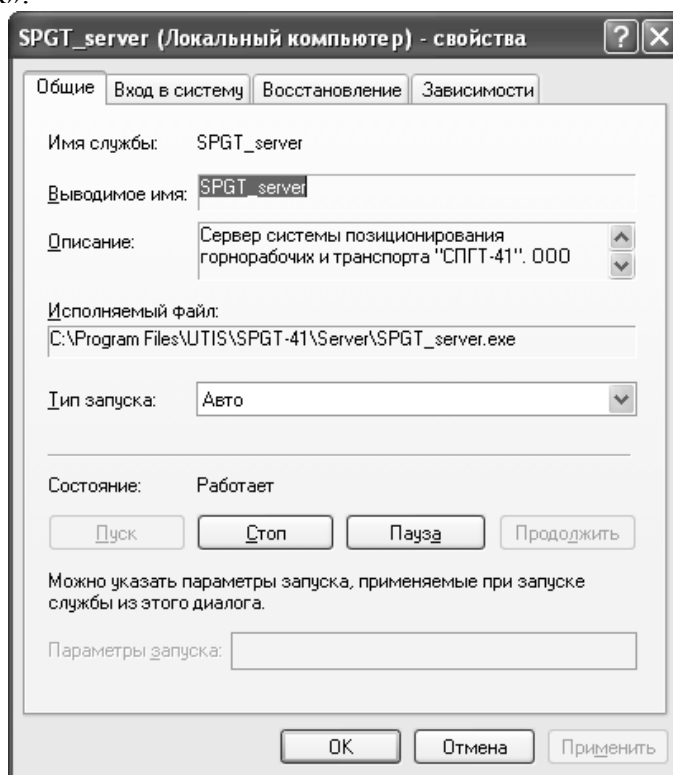 SPGT_server (Локальный компьютер) - свойства
Общие Вход в систему Восстановление Зависимости
Имя службы: SPGT_server
Выводимое имя: SPGT_server
Описание: Сервер системы позиционирования
горнорабочих и транспорта "СПГТ-41". ООО
Исполняемый файл:
C:\Program Files\UTIS\SPGT-41\Server\SPGT_server.exe
Тип запуска: Авто
Состояние: Работает
Пуск Стоп Пауза Продолжить
Можно указать параметры запуска, применяемые при запуске
службы из этого диалога.
Параметры запуска:
OK Отмена Применить